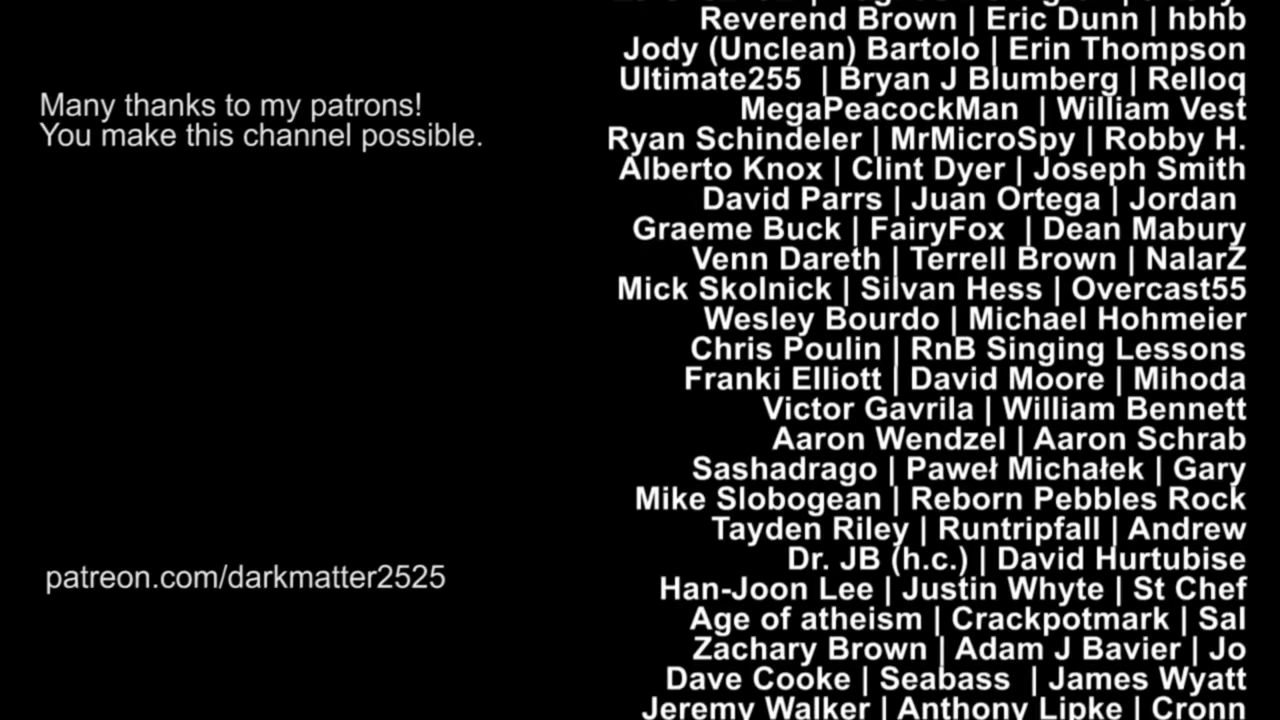 Many thanks to my patrons!
You make this channel possible.
patreon.com/darkmatter2525
Reverend Brown | Eric Dunn | hbhb
Jody (Unclean) Bartolo | Erin Thompson
Ultimate255 | Bryan J Blumberg | Relloq
MegaPeacockMan | William Vest
Ryan Schindeler | MrMicroSpy | Robby H.
Alberto Knox | Clint Dyer | Joseph Smith
David Parrs | Juan Ortega | Jordan
Graeme Buck | FairyFox | Dean Mabury
Venn Dareth | Terrell Brown | NalarZ
Mick Skolnick | Silvan Hess | Overcast55
Wesley Bourdo | Michael Hohmeier
Chris Poulin | RnB Singing Lessons
Franki Elliott | David Moore | Mihoda
Victor Gavrila | William Bennett
Aaron Wendzel | Aaron Schrab
Sashadrago | Paweł Michałek | Gary
Mike Slobogean | Reborn Pebbles Rock
Tayden Riley | Runtripfall | Andrew
Dr. JB (h.c.) | David Hurtubise
Han-Joon Lee | Justin Whyte | St Chef
Age of atheism | Crackpotmark | Sal
Zachary Brown | Adam J Bavier | Jo
Dave Cooke | Seabass | James Wyatt
Jeremy Walker | Anthony Lipke | Cronn